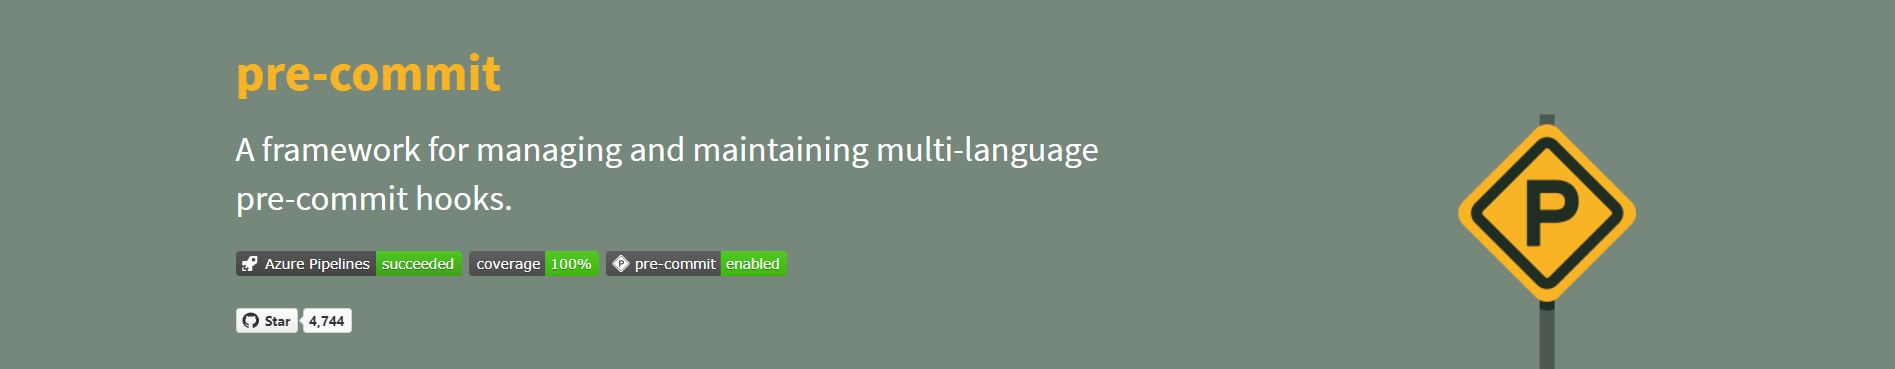 pre-commit
A framework for managing and maintaining multi-language
pre-commit hooks.
P
Azure Pipelines succeeded coverage 100% P pre-commit enabled
Star 4,744